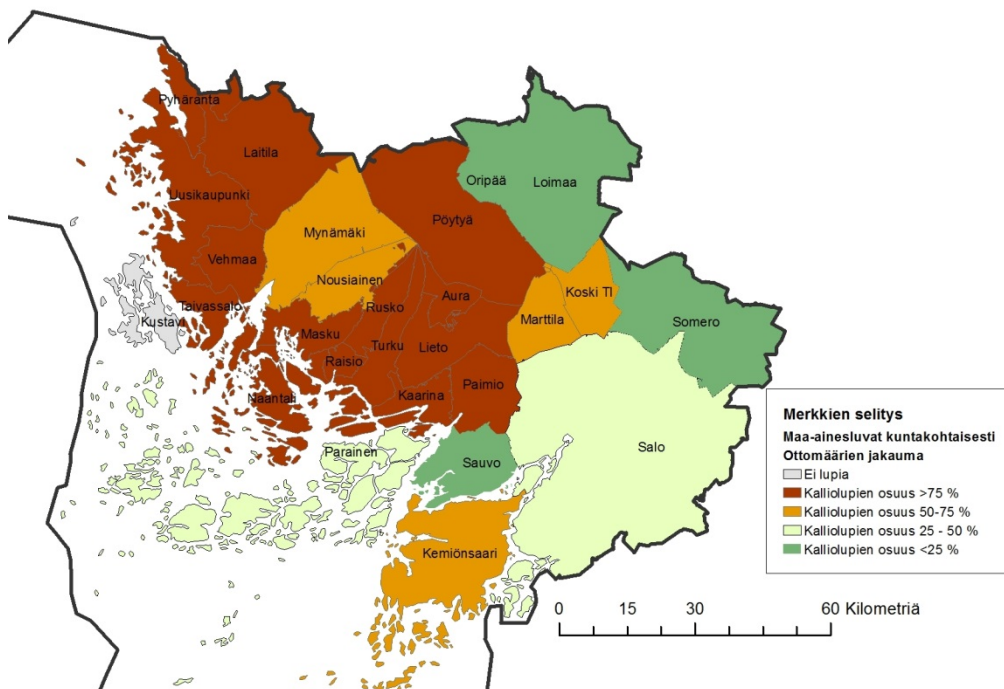 Pyhäranta
Laitila
Uusikaupunki
Vehmaa
Mynämäki
Nousiainen
Taivassalo
Kustavi
Oripää
Loimaa
Pöytyä
Rusko
Aura
Masku
Raisio
Turku
Lieto
Marttila
Koski Tl
Somero
Naantali
Kaarina
Paimio
Parainen
Sauvo
Salo
Kemiönsaari
Merkkien selitys
Maa-ainesluvat kuntakohtaisesti
Ottomäärien jakauma
Ei lupia
Kalliolupien osuus >75 %
Kalliolupien osuus 50-75 %
Kalliolupien osuus 25 - 50 %
Kalliolupien osuus <25 %
0 15 30 60 Kilometriä